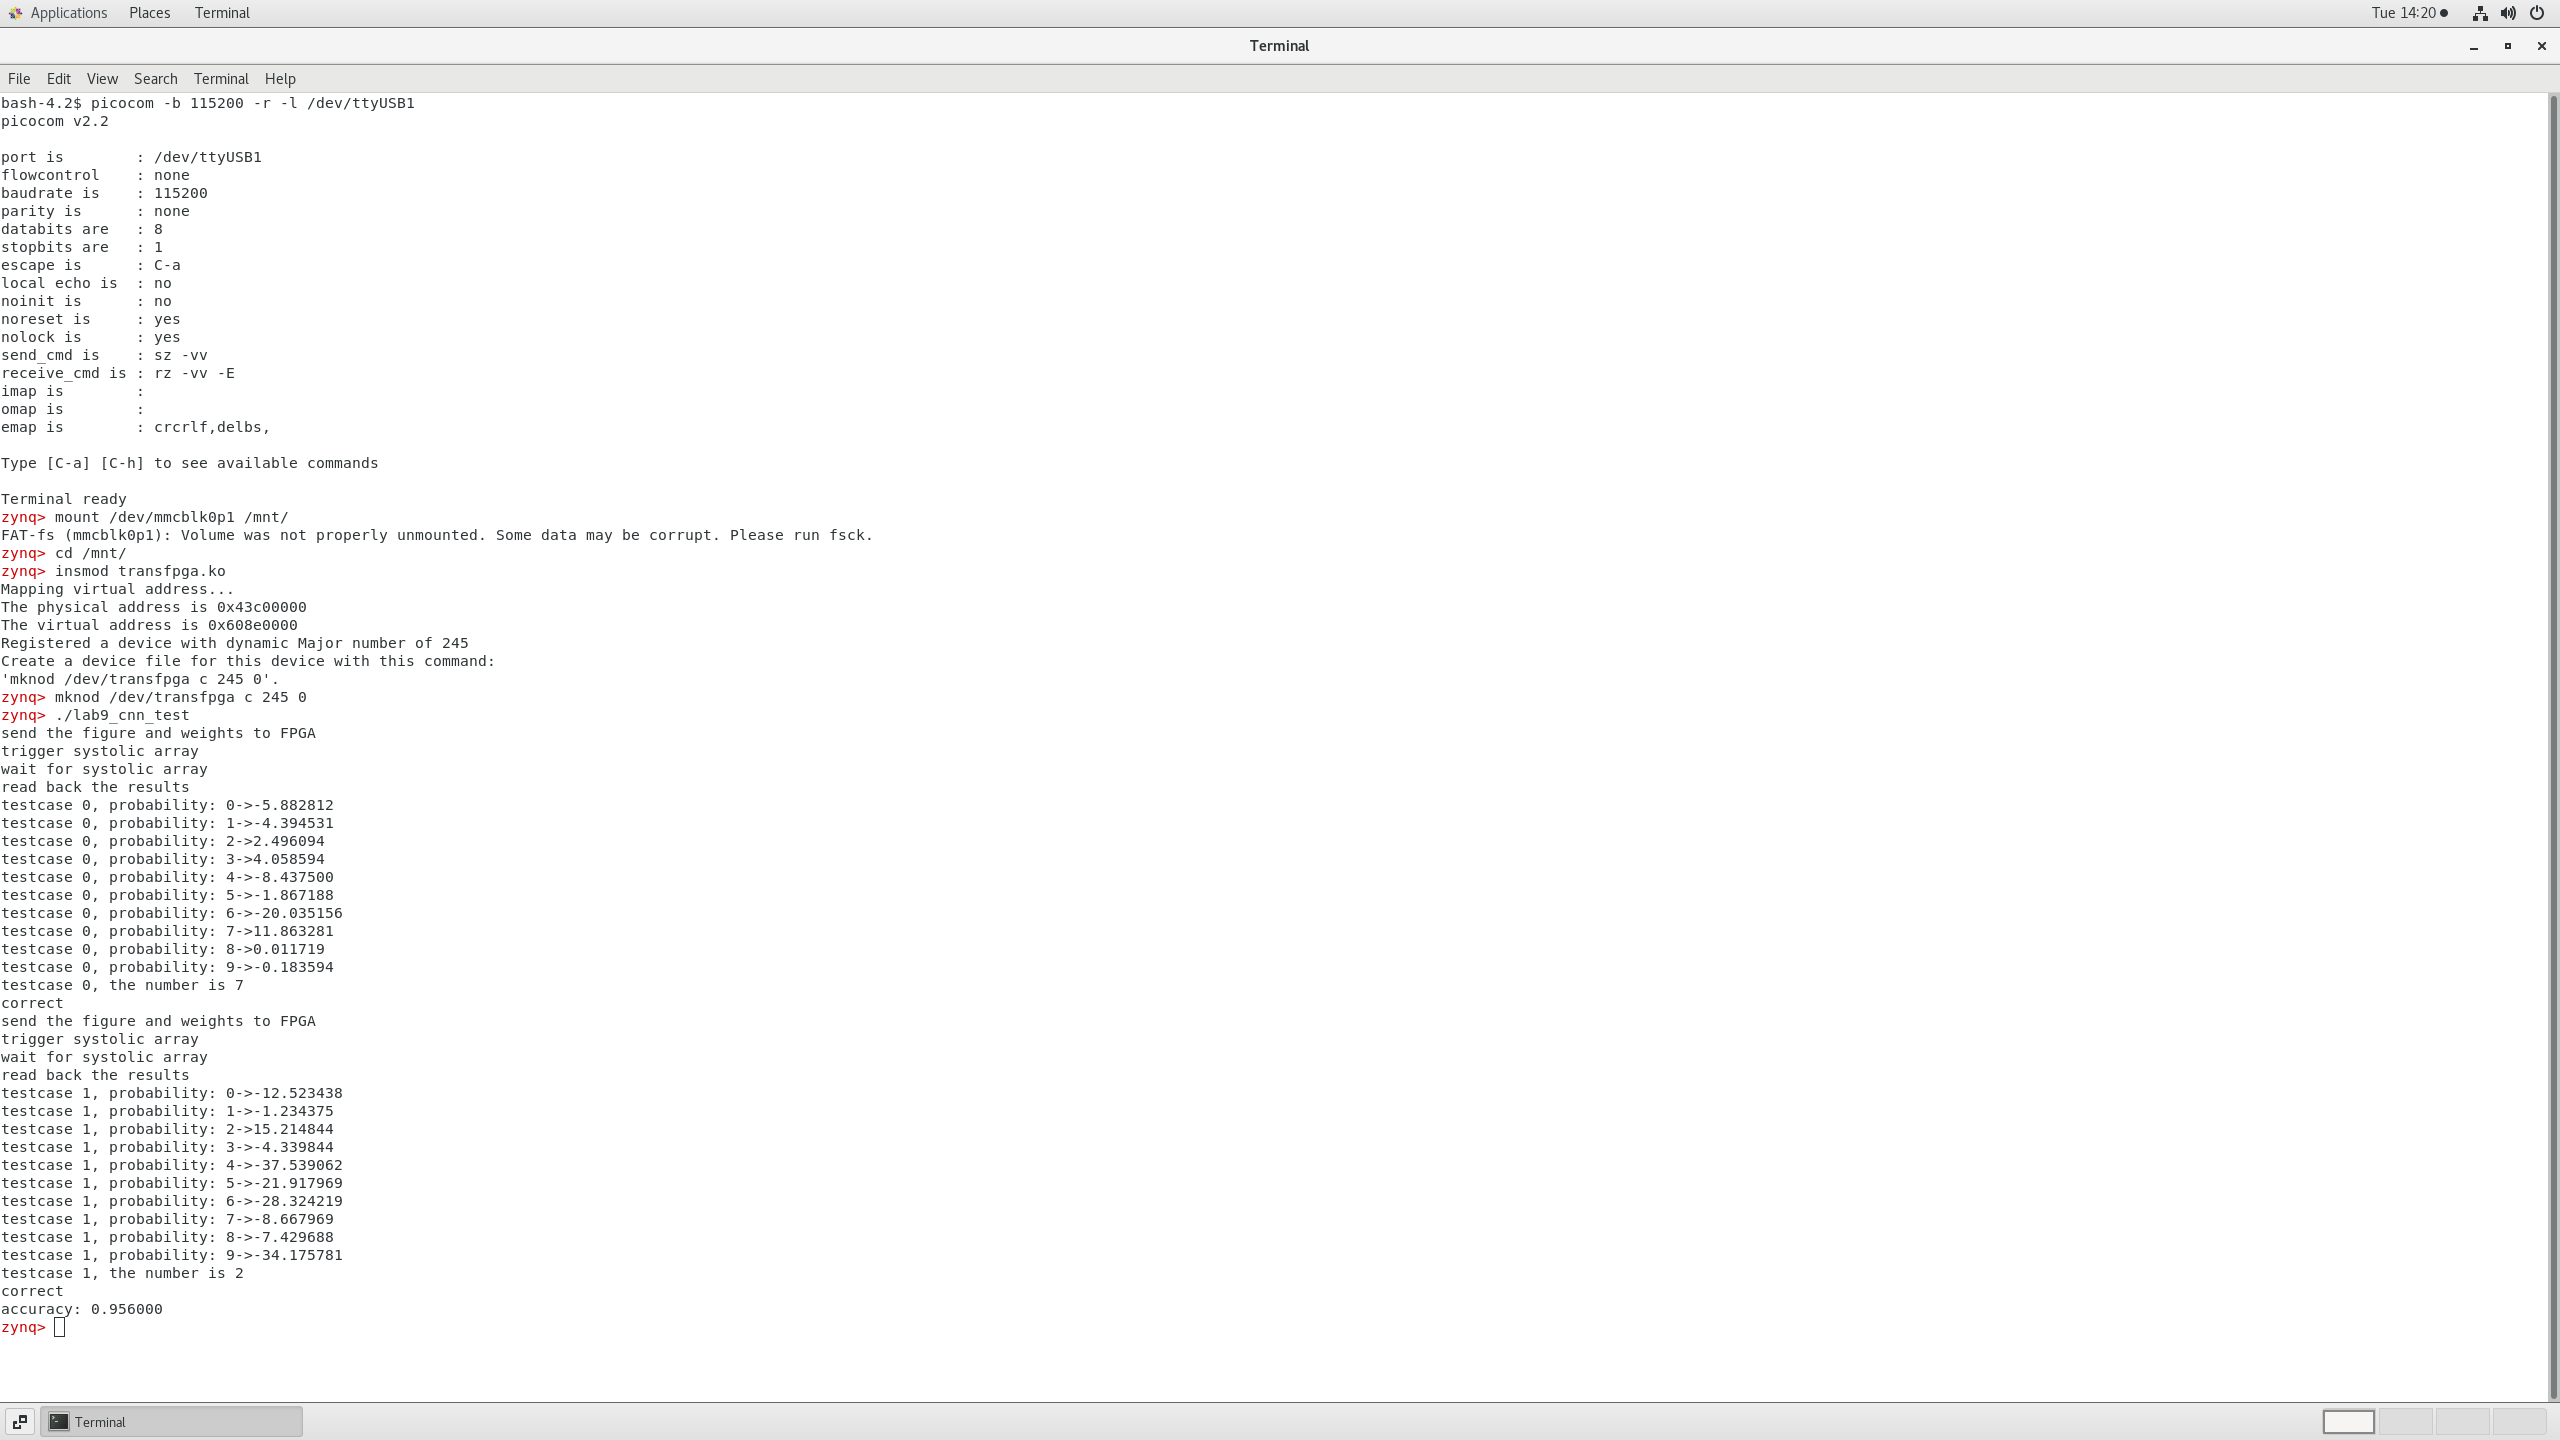 Applications Places Terminal Tue 14:20
Terminal
File Edit View Search Terminal Help
bash-4.2$ picocom -b 115200 -r -l /dev/ttyUSB1
picocom v2.2
port is        : /dev/ttyUSB1
flowcontrol    : none
baudrate is    : 115200
parity is      : none
databits are   : 8
stopbits are   : 1
escape is      : C-a
local echo is  : no
noinit is      : no
noreset is     : yes
nolock is      : yes
send_cmd is    : sz -vv
receive_cmd is : rz -vv -E
imap is        :
omap is        :
emap is        : crcrlf,delbs,
Type [C-a] [C-h] to see available commands
Terminal ready
zynq> mount /dev/mmcblk0p1 /mnt/
FAT-fs (mmcblk0p1): Volume was not properly unmounted. Some data may be corrupt. Please run fsck.
zynq> cd /mnt/
zynq> insmod transfpga.ko
Mapping virtual address...
The physical address is 0x43c00000
The virtual address is 0x608e0000
Registered a device with dynamic Major number of 245
Create a device file for this device with this command:
'mknod /dev/transfpga c 245 0'.
zynq> mknod /dev/transfpga c 245 0
zynq> ./lab9_cnn_test
send the figure and weights to FPGA
trigger systolic array
wait for systolic array
read back the results
testcase 0, probability: 0->-5.882812
testcase 0, probability: 1->-4.394531
testcase 0, probability: 2->2.496094
testcase 0, probability: 3->4.058594
testcase 0, probability: 4->-8.437500
testcase 0, probability: 5->-1.867188
testcase 0, probability: 6->-20.035156
testcase 0, probability: 7->11.863281
testcase 0, probability: 8->0.011719
testcase 0, probability: 9->-0.183594
testcase 0, the number is 7
correct
send the figure and weights to FPGA
trigger systolic array
wait for systolic array
read back the results
testcase 1, probability: 0->-12.523438
testcase 1, probability: 1->-1.234375
testcase 1, probability: 2->15.214844
testcase 1, probability: 3->-4.339844
testcase 1, probability: 4->-37.539062
testcase 1, probability: 5->-21.917969
testcase 1, probability: 6->-28.324219
testcase 1, probability: 7->-8.667969
testcase 1, probability: 8->-7.429688
testcase 1, probability: 9->-34.175781
testcase 1, the number is 2
correct
accuracy: 0.956000
zynq>
Terminal